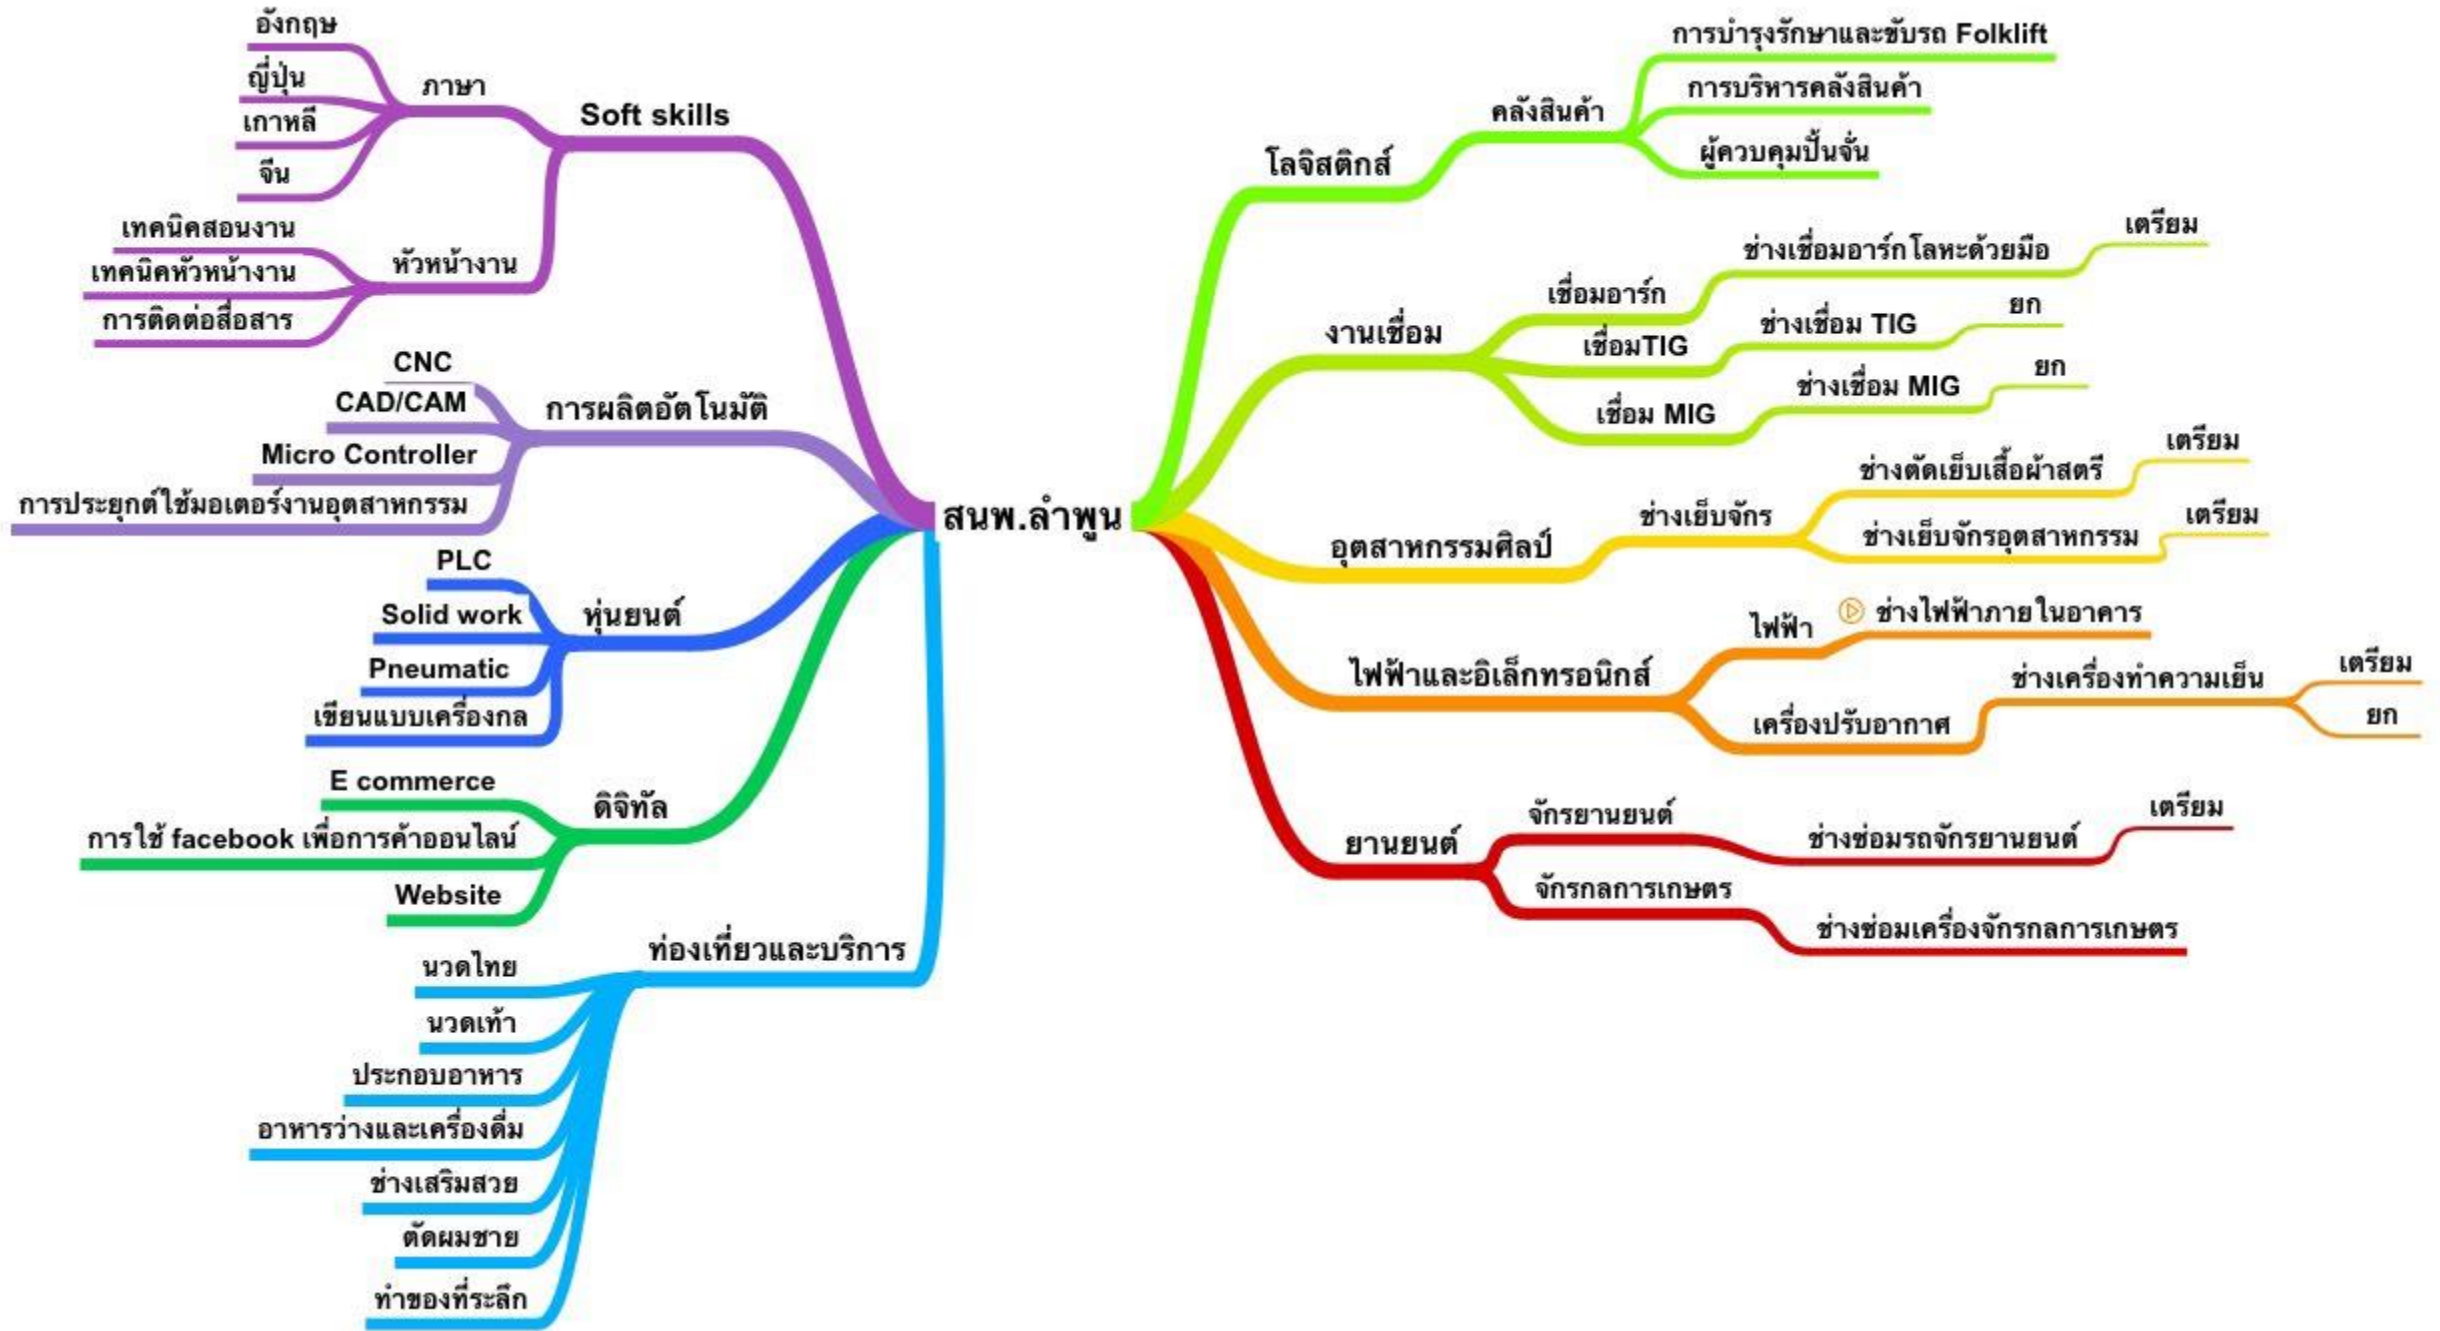 สนพ.ลำพูน
Soft skills
ภาษา
อังกฤษ
ญี่ปุ่น
เกาหลี
จีน
หัวหน้างาน
เทคนิคสอนงาน
เทคนิคหัวหน้างาน
การติดต่อสื่อสาร
การผลิตอัตโนมัติ
CNC
CAD/CAM
Micro Controller
การประยุกต์ใช้มอเตอร์งานอุตสาหกรรม
หุ่นยนต์
PLC
Solid work
Pneumatic
เขียนแบบเครื่องกล
ดิจิทัล
E commerce
การใช้ facebook เพื่อการค้าออนไลน์
Website
ท่องเที่ยวและบริการ
นวดไทย
นวดเท้า
ประกอบอาหาร
อาหารว่างและเครื่องดื่ม
ช่างเสริมสวย
ตัดผมชาย
ทำของที่ระลึก
โลจิสติกส์
คลังสินค้า
การบำรุงรักษาและขับรถ Folklift
การบริหารคลังสินค้า
ผู้ควบคุมปั้นจั่น
งานเชื่อม
เชื่อมอาร์ก
ช่างเชื่อมอาร์กโลหะด้วยมือ
เตรียม
เชื่อมTIG
ช่างเชื่อม TIG
ยก
เชื่อม MIG
ช่างเชื่อม MIG
ยก
อุตสาหกรรมศิลป์
ช่างเย็บจักร
ช่างตัดเย็บเสื้อผ้าสตรี
เตรียม
ช่างเย็บจักรอุตสาหกรรม
เตรียม
ไฟฟ้าและอิเล็กทรอนิกส์
ไฟฟ้า
ช่างไฟฟ้าภายในอาคาร
เครื่องปรับอากาศ
ช่างเครื่องทำความเย็น
เตรียม
ยก
ยานยนต์
จักรยานยนต์
ช่างซ่อมรถจักรยานยนต์
เตรียม
จักรกลการเกษตร
ช่างซ่อมเครื่องจักรกลการเกษตร